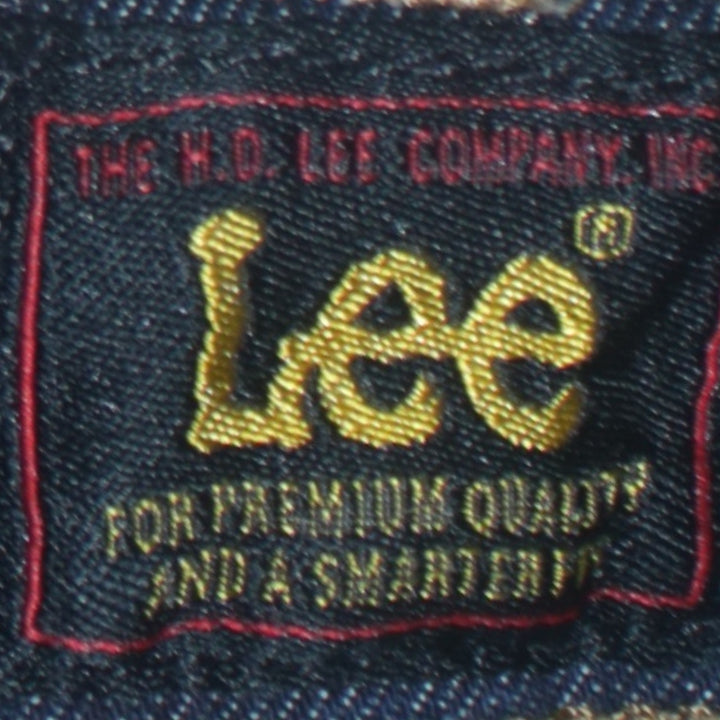 THE H.D. LEE COMPANY, INC
Lee®
FOR PREMIUM QUALITY
AND A SMARTER FIT